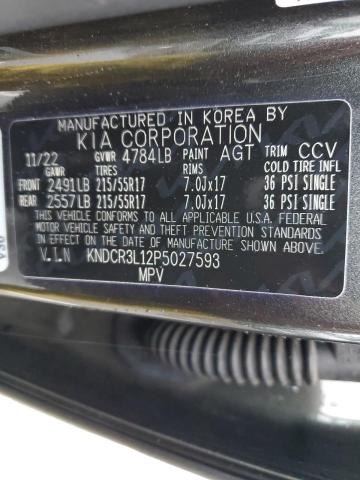 MANUFACTURED IN KOREA BY
KIA CORPORATION
11/22 GVWR 4784LB PAINT AGT TRIM CCV
GAWR TIRES RIMS COLD TIRE INFL
FRONT 2491LB 215/55R17 7.0Jx17 36 PSI SINGLE
REAR 2557LB 215/55R17 7.0Jx17 36 PSI SINGLE
THIS VEHICLE CONFORMS TO ALL APPLICABLE U.S.A. FEDERAL
MOTOR VEHICLE SAFETY, BUMPER, AND THEFT PREVENTION
STANDARDS IN EFFECT ON THE DATE OF MANUFACTURE SHOWN ABOVE.
V.I.N KNDCR3L12P5027593
MPV